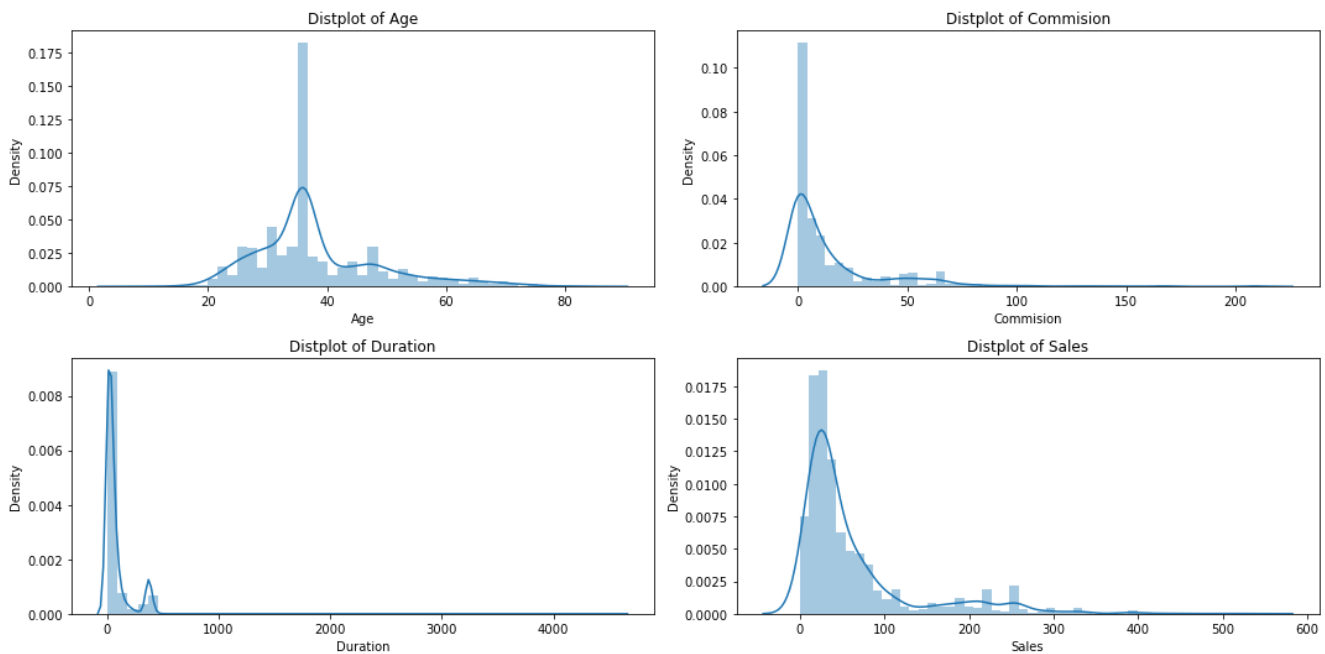 Distplot of Age
0.175
0.150
0.125
0.100
0.075
0.050
0.025
0.000
Density
0 20 40 60 80
Age
Distplot of Commision
0.10
0.08
0.06
0.04
0.02
0.00
Density
0 50 100 150 200
Commision
Distplot of Duration
0.008
0.006
0.004
0.002
0.000
Density
0 1000 2000 3000 4000
Duration
Distplot of Sales
0.0175
0.0150
0.0125
0.0100
0.0075
0.0050
0.0025
0.0000
Density
0 100 200 300 400 500 600
Sales